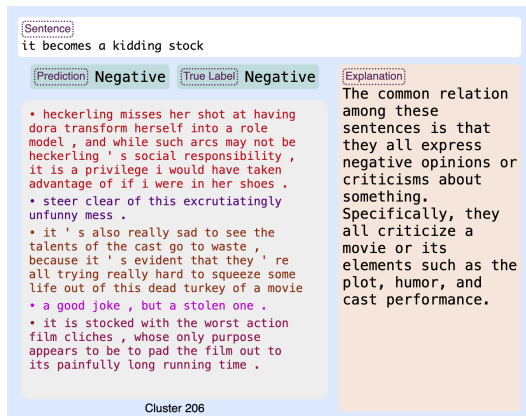 Sentence
it becomes a kidding stock
Prediction Negative True Label Negative
• heckerling misses her shot at having
dora transform herself into a role
model , and while such arcs may not be
heckerling ' s social responsibility ,
it is a privilege i would have taken
advantage of if i were in her shoes .
• steer clear of this excrutiatingly
unfunny mess .
• it ' s also really sad to see the
talents of the cast go to waste ,
because it ' s evident that they ' re
all trying really hard to squeeze some
life out of this dead turkey of a movie
• a good joke , but a stolen one .
• it is stocked with the worst action
film cliches , whose only purpose
appears to be to pad the film out to
its painfully long running time .
Cluster 206
Explanation
The common relation
among these
sentences is that
they all express
negative opinions or
criticisms about
something.
Specifically, they
all criticize a
movie or its
elements such as the
plot, humor, and
cast performance.